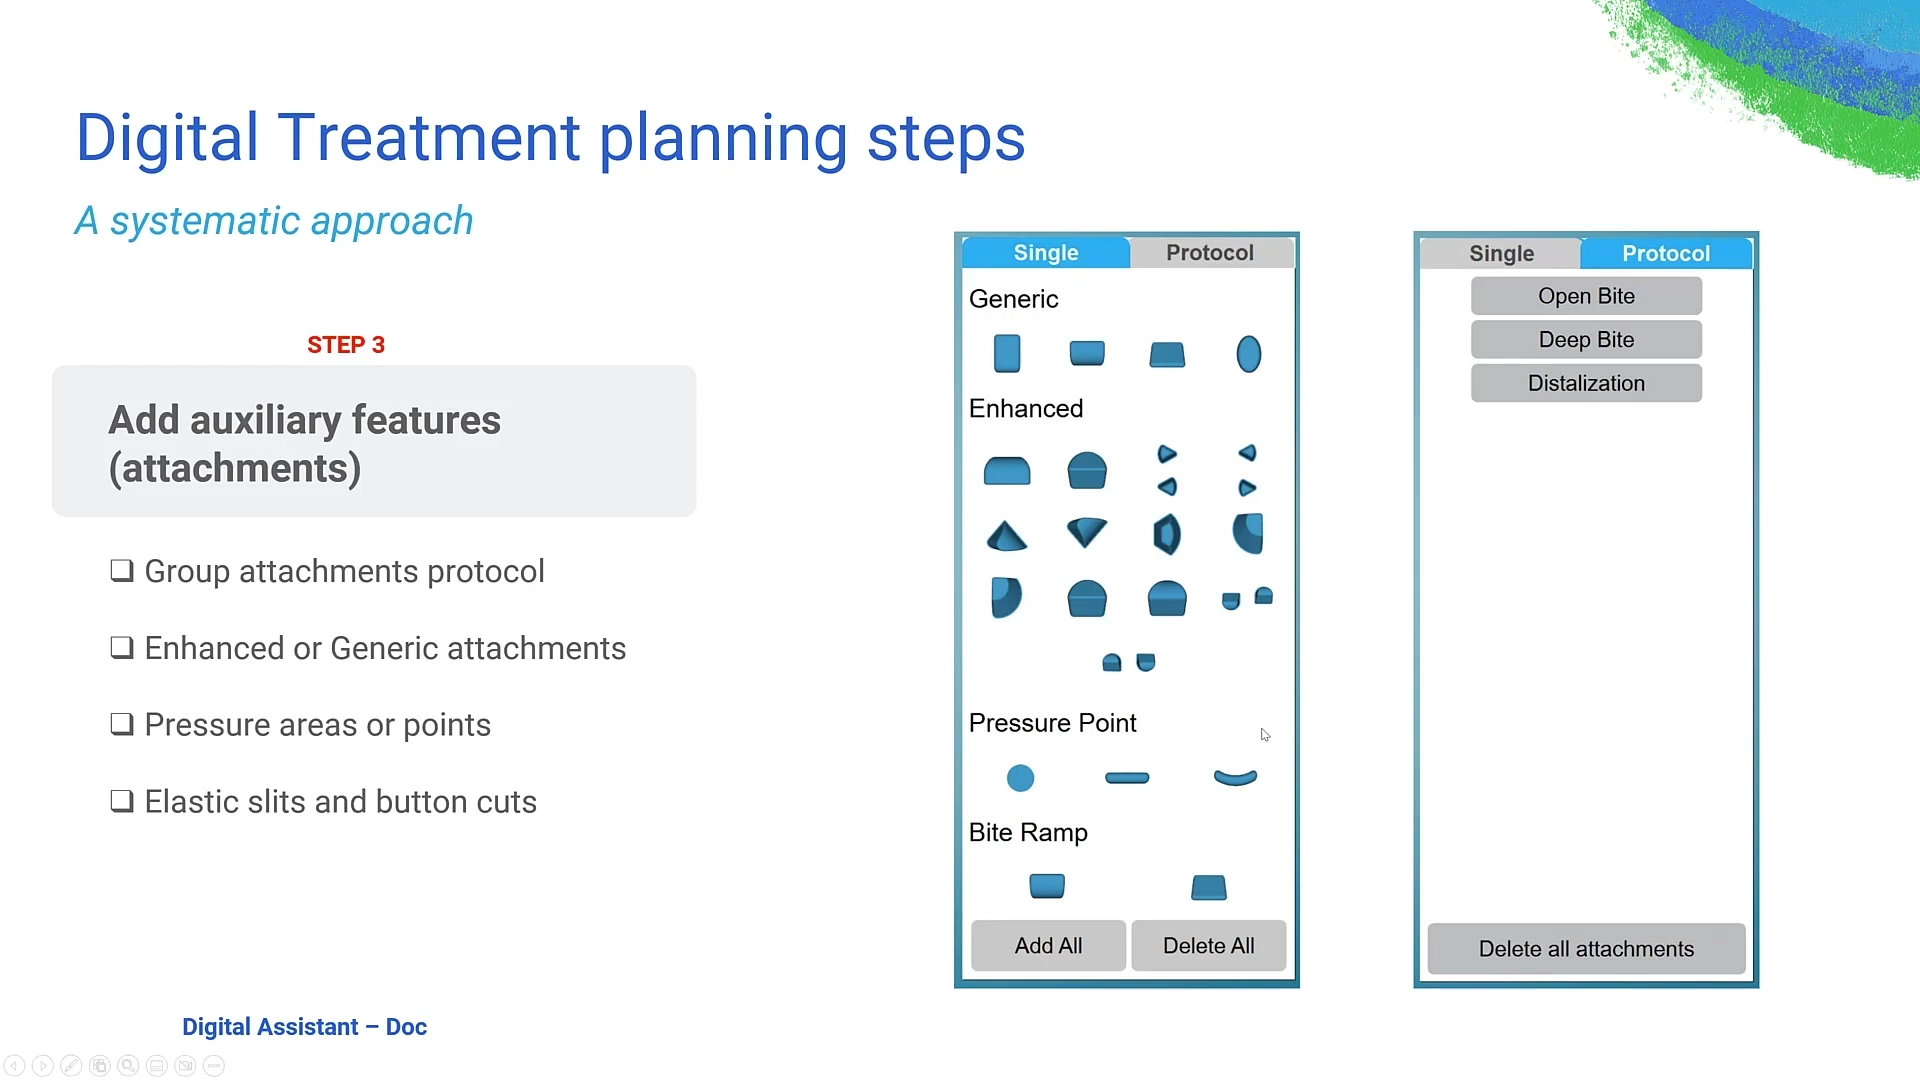 Digital Treatment planning steps
A systematic approach
STEP 3
Add auxiliary features
(attachments)
❑ Group attachments protocol
❑ Enhanced or Generic attachments
❑ Pressure areas or points
❑ Elastic slits and button cuts
Digital Assistant – Doc
Single Protocol
Generic
Enhanced
Pressure Point
Bite Ramp
Add All Delete All
Single Protocol
Open Bite
Deep Bite
Distalization
Delete all attachments